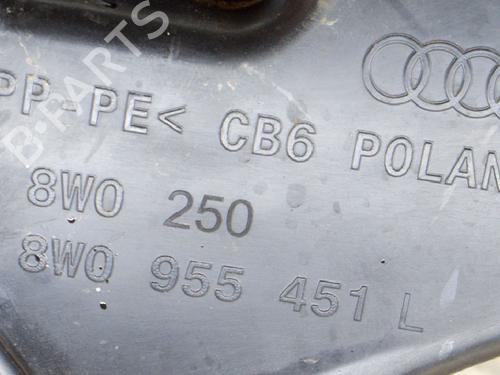 B-PARTS
PP-PE< CB6 POLAN
8W0 250
8W0 955 451 L